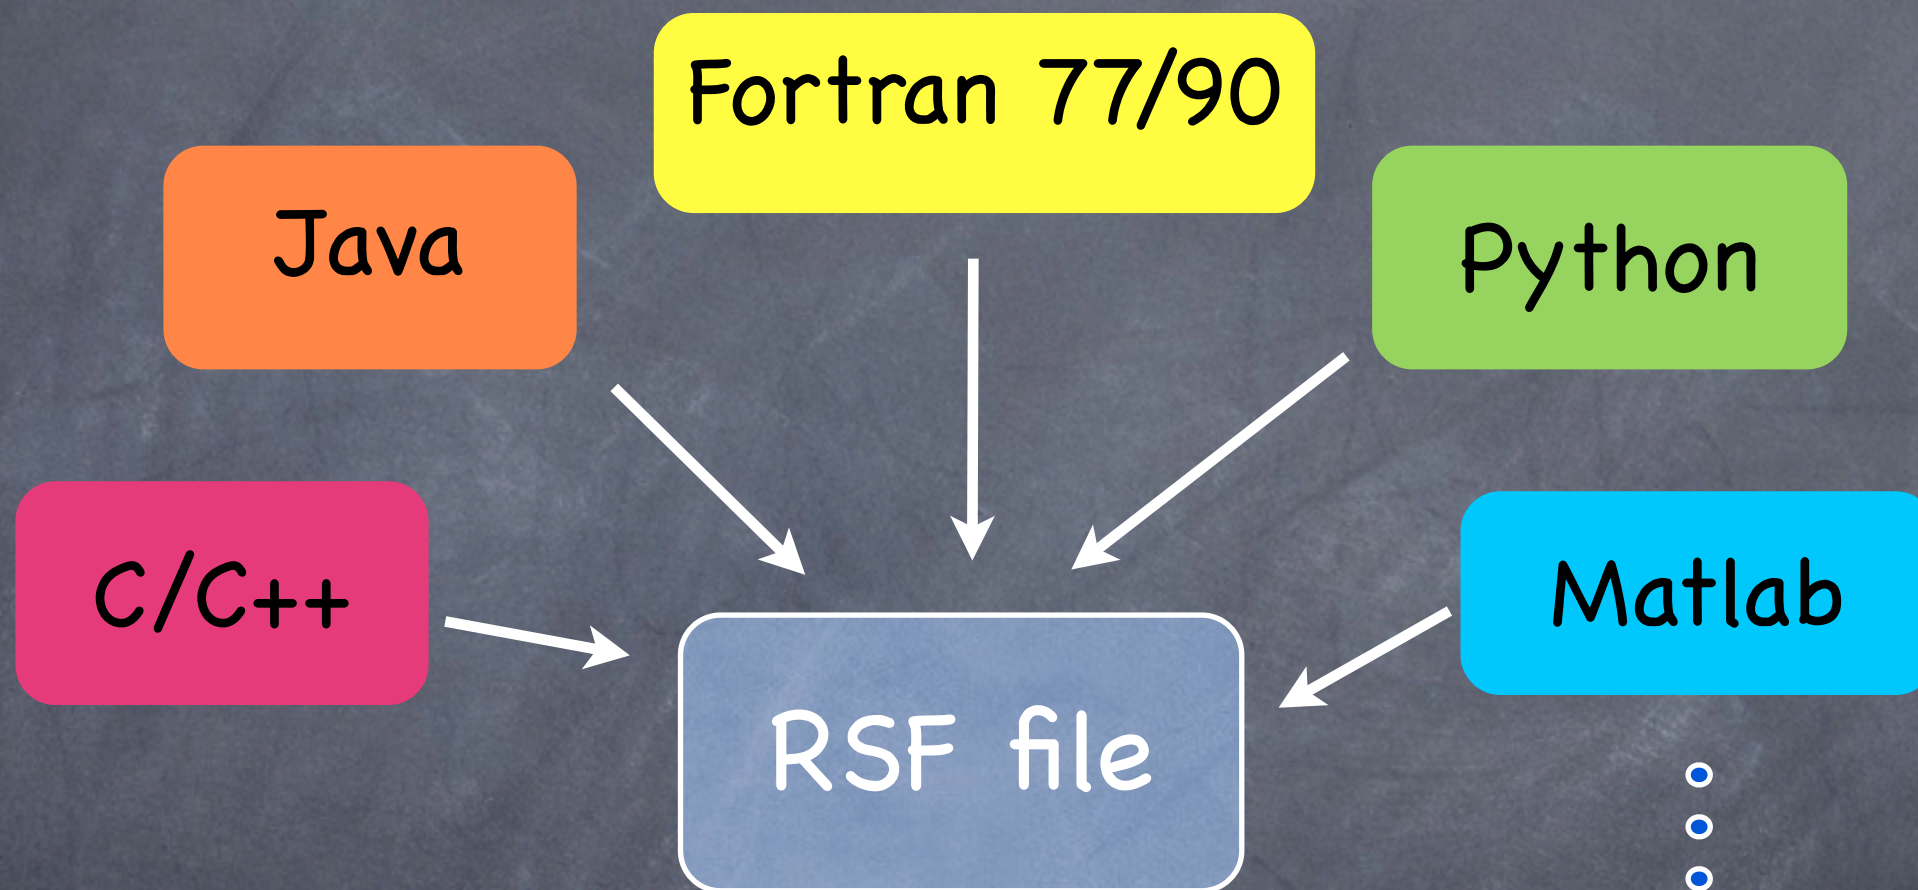 Fortran 77/90
Java
Python
C/C++
Matlab
RSF file